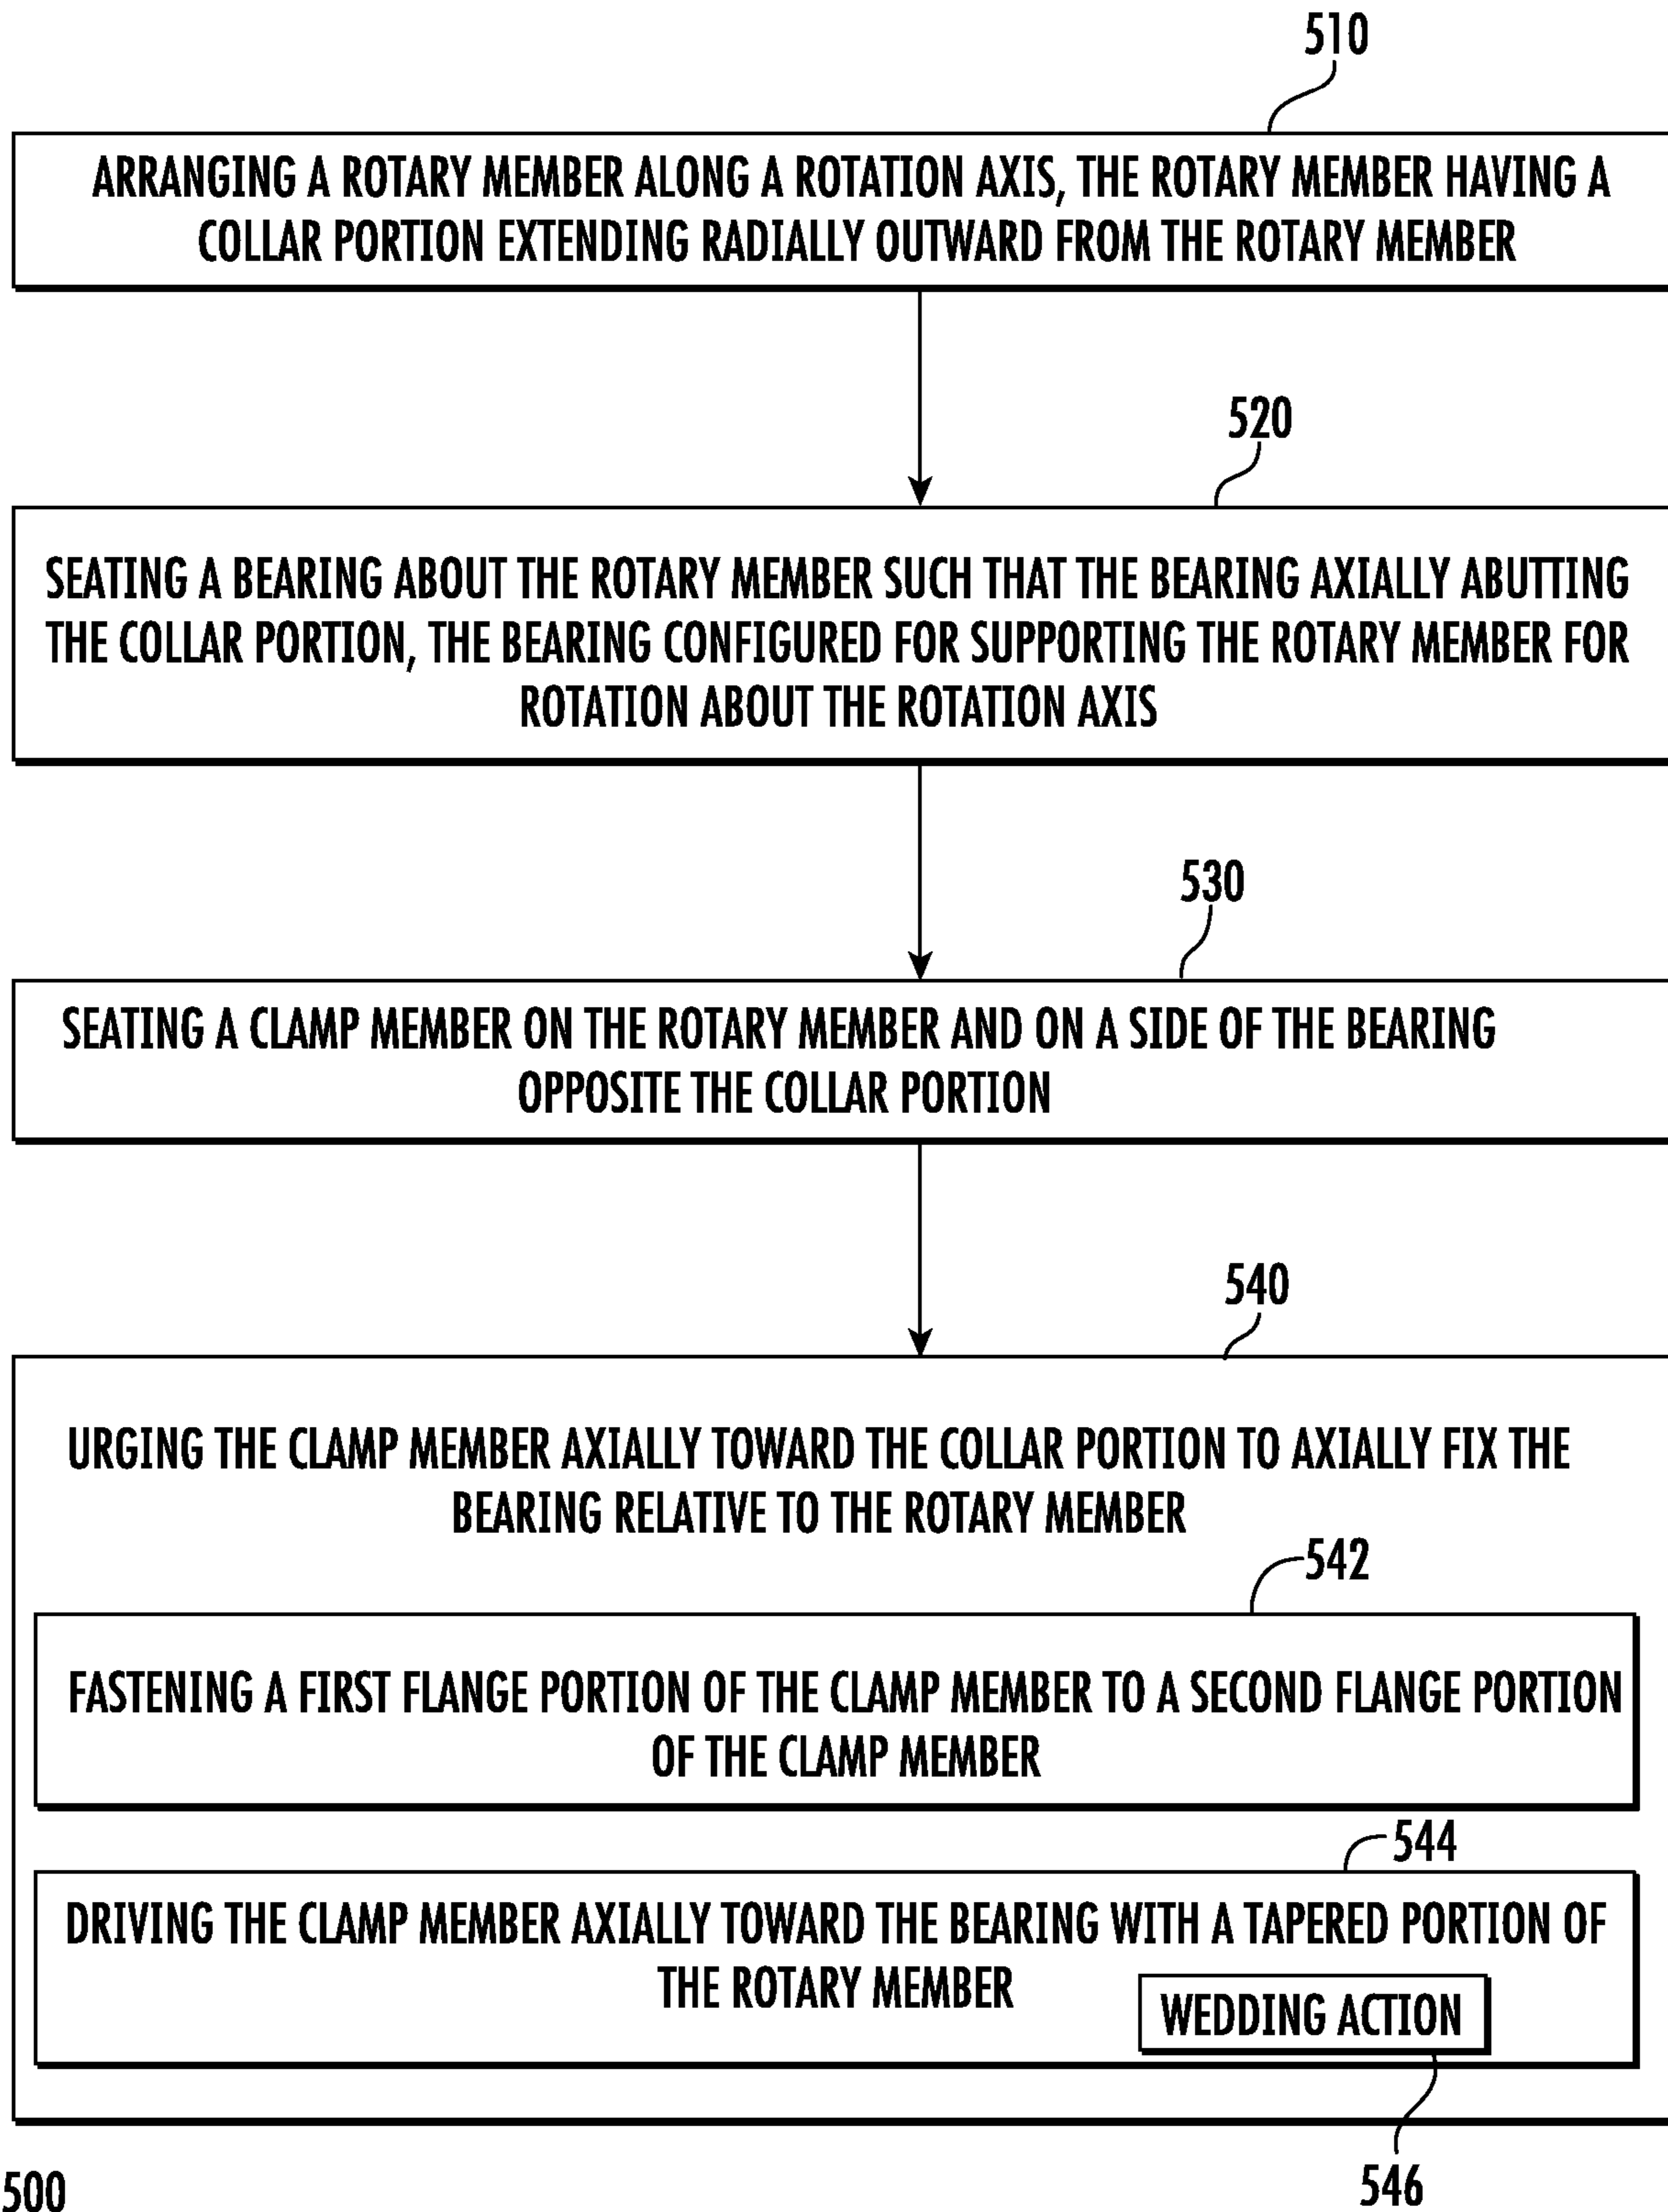 510
ARRANGING A ROTARY MEMBER ALONG A ROTATION AXIS, THE ROTARY MEMBER HAVING A
COLLAR PORTION EXTENDING RADIALLY OUTWARD FROM THE ROTARY MEMBER
520
SEATING A BEARING ABOUT THE ROTARY MEMBER SUCH THAT THE BEARING AXIALLY ABUTTING
THE COLLAR PORTION, THE BEARING CONFIGURED FOR SUPPORTING THE ROTARY MEMBER FOR
ROTATION ABOUT THE ROTATION AXIS
530
SEATING A CLAMP MEMBER ON THE ROTARY MEMBER AND ON A SIDE OF THE BEARING
OPPOSITE THE COLLAR PORTION
540
URGING THE CLAMP MEMBER AXIALLY TOWARD THE COLLAR PORTION TO AXIALLY FIX THE
BEARING RELATIVE TO THE ROTARY MEMBER
542
FASTENING A FIRST FLANGE PORTION OF THE CLAMP MEMBER TO A SECOND FLANGE PORTION
OF THE CLAMP MEMBER
544
DRIVING THE CLAMP MEMBER AXIALLY TOWARD THE BEARING WITH A TAPERED PORTION OF
THE ROTARY MEMBER
WEDDING ACTION
546
500